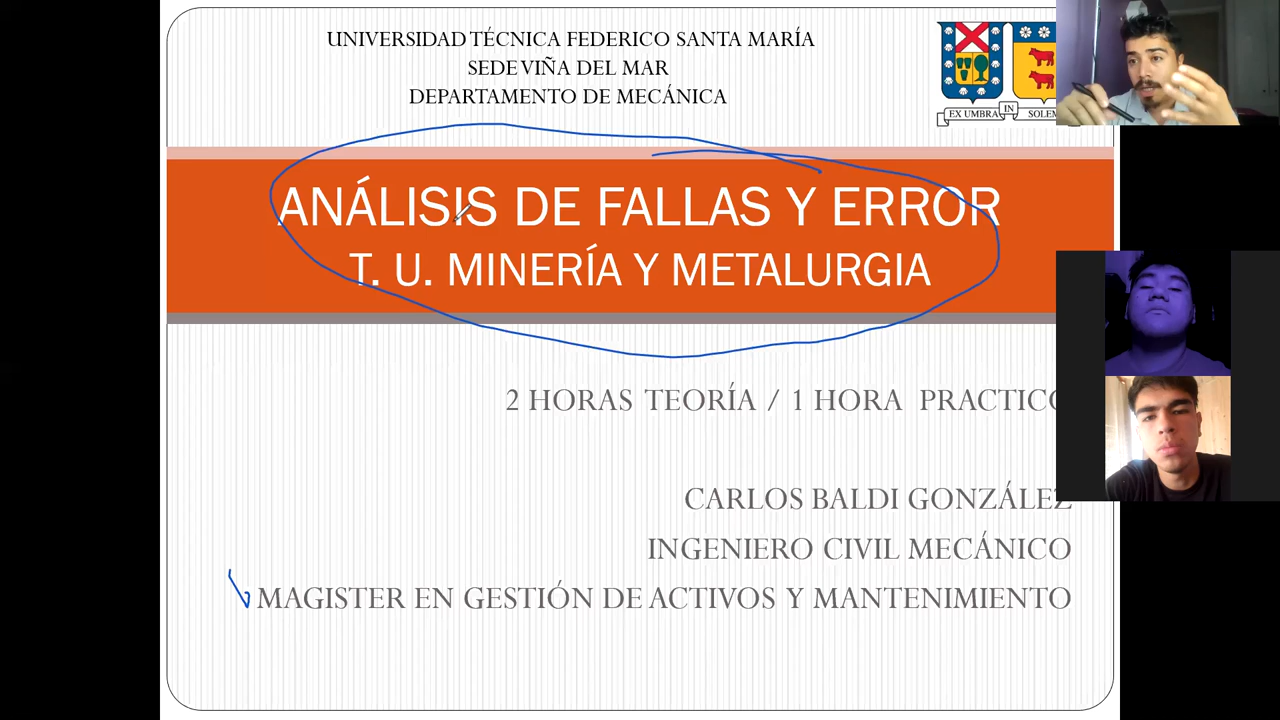 UNIVERSIDAD TÉCNICA FEDERICO SANTA MARÍA
SEDE VIÑA DEL MAR
DEPARTAMENTO DE MECÁNICA
EX UMBRA IN SOLEM
ANÁLISIS DE FALLAS Y ERROR
T. U. MINERÍA Y METALURGIA
2 HORAS TEORÍA / 1 HORA PRACTICO
CARLOS BALDI GONZÁLEZ
INGENIERO CIVIL MECÁNICO
MAGISTER EN GESTIÓN DE ACTIVOS Y MANTENIMIENTO